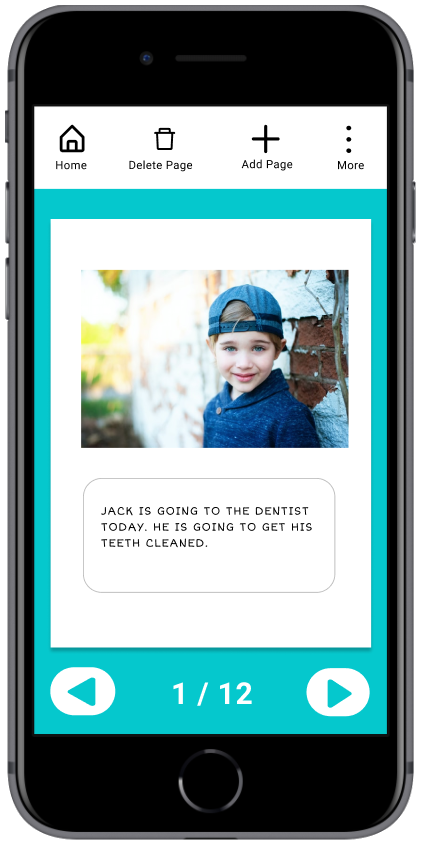 Home
Delete Page
Add Page
More
JACK IS GOING TO THE DENTIST
TODAY. HE IS GOING TO GET HIS
TEETH CLEANED.
1 / 12